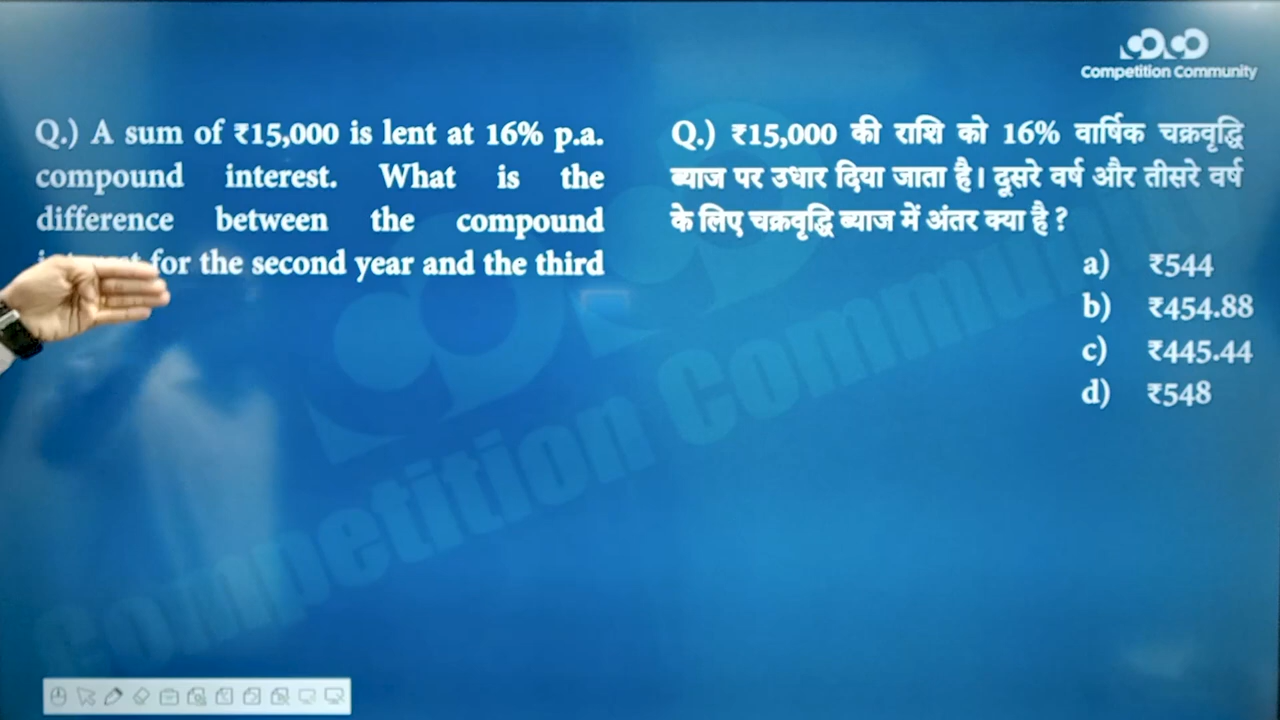 Competition Community
Q.) A sum of ₹15,000 is lent at 16% p.a.
compound interest. What is the
difference between the compound
for the second year and the third
Q.) ₹15,000 की राशि को 16% वार्षिक चक्रवृद्धि
ब्याज पर उधार दिया जाता है। दूसरे वर्ष और तीसरे वर्ष
के लिए चक्रवृद्धि ब्याज में अंतर क्या है ?
a) ₹544
b) ₹454.88
c) ₹445.44
d) ₹548
Competition Community